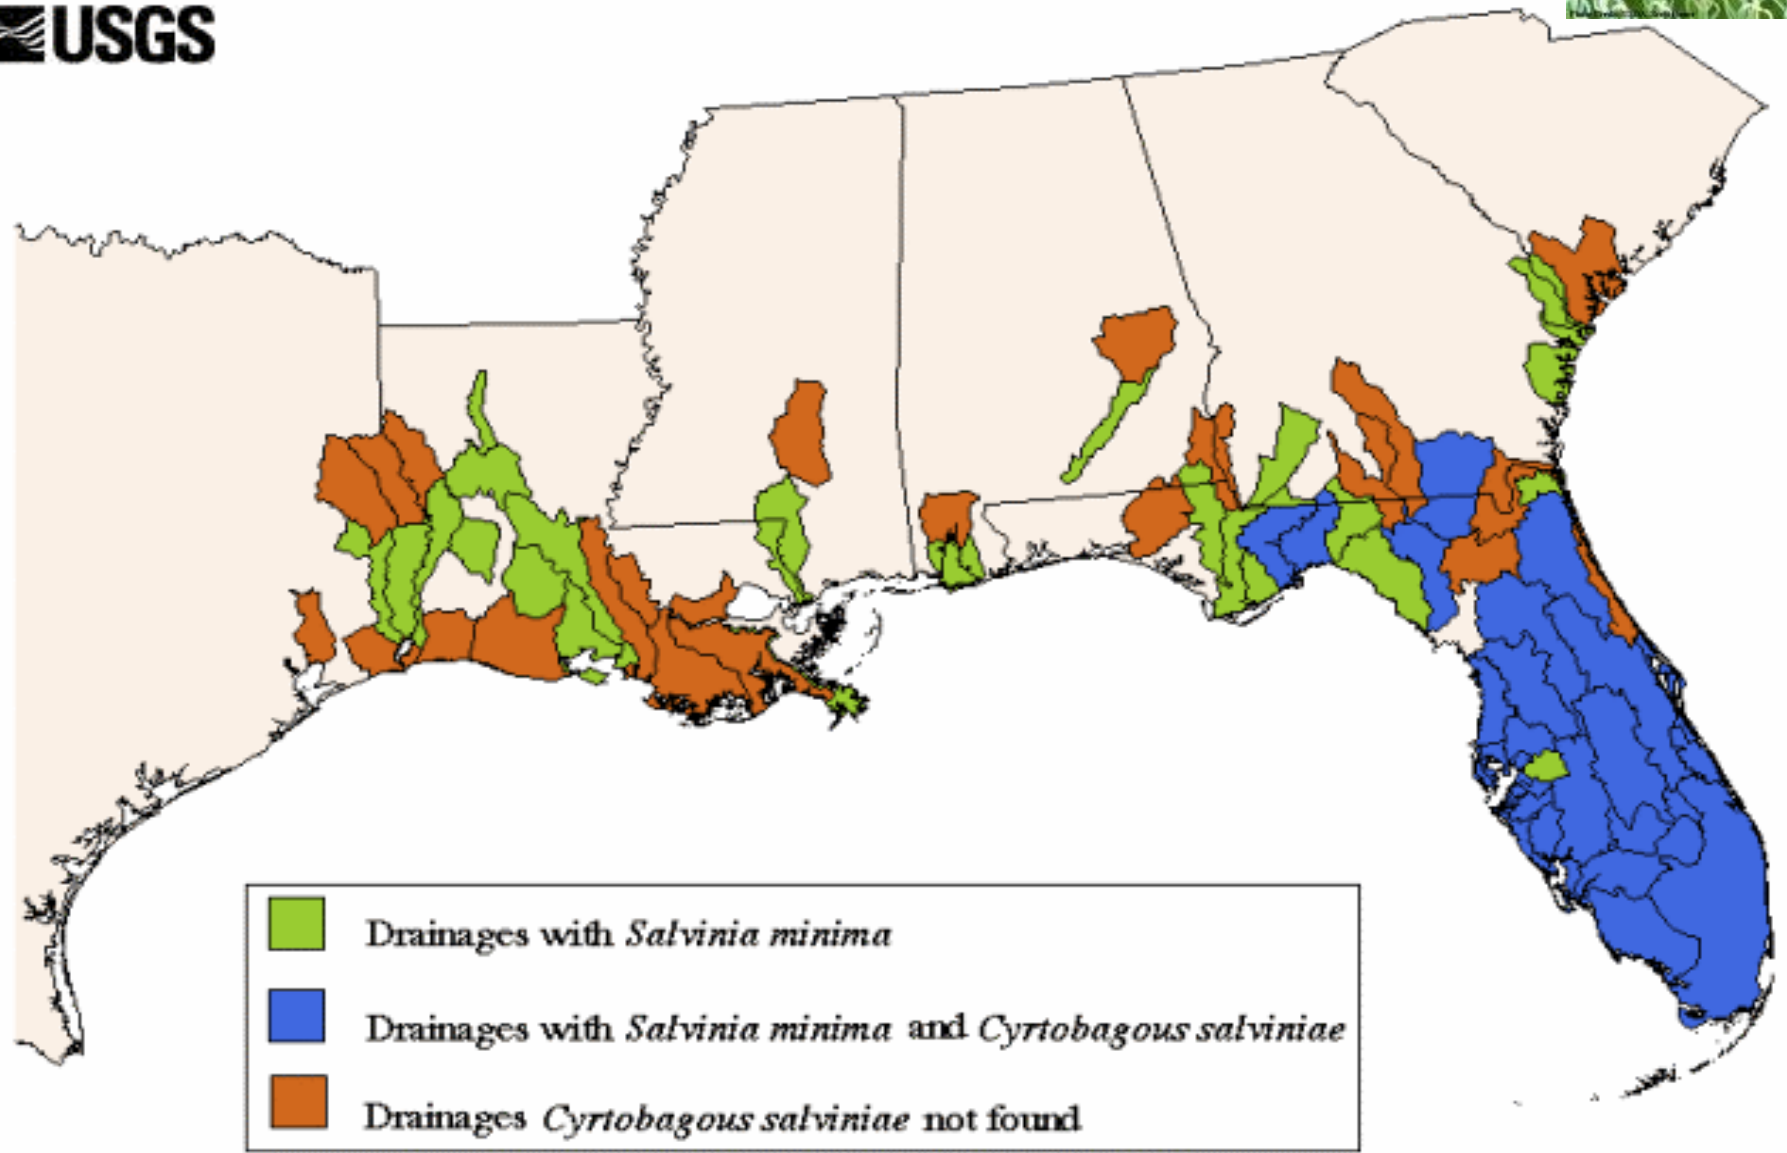 USGS
Drainages with Salvinia minima
Drainages with Salvinia minima and Cyrtobagous salviniae
Drainages Cyrtobagous salviniae not found